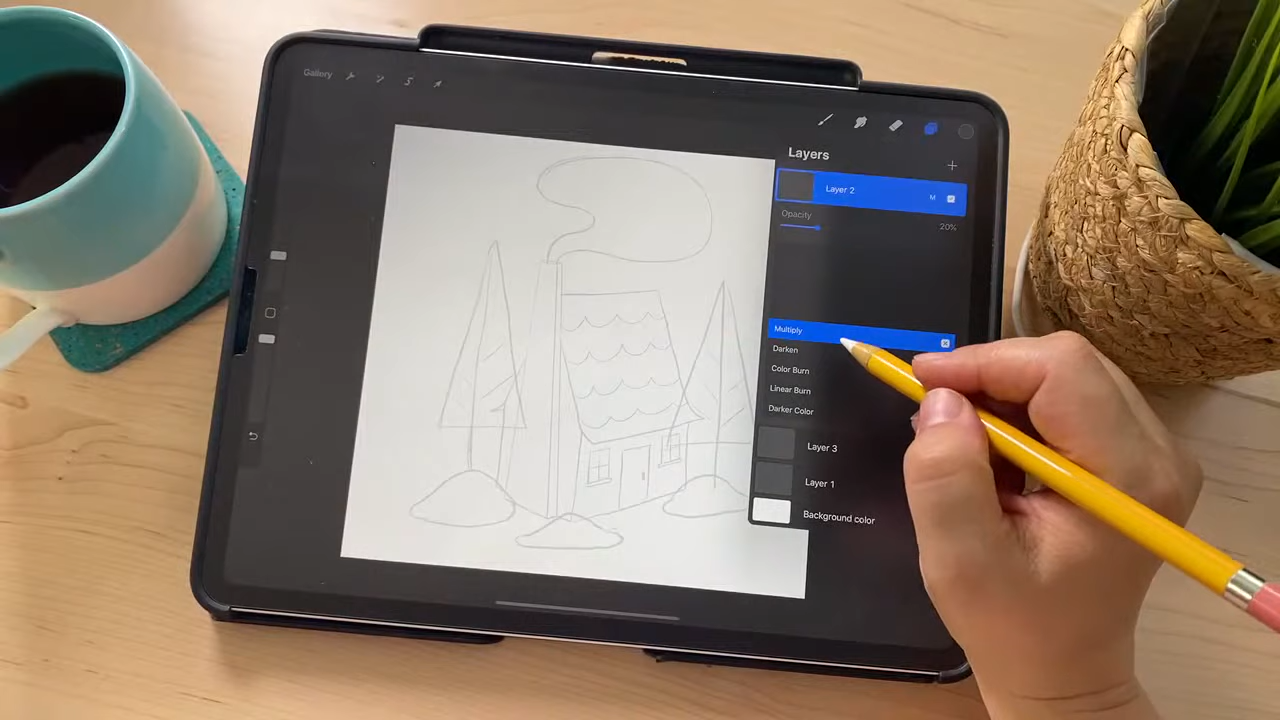 Gallery
Layers
Layer 2
M
Opacity
20%
Multiply
Darken
Color Burn
Linear Burn
Darker Color
Layer 3
Layer 1
Background color